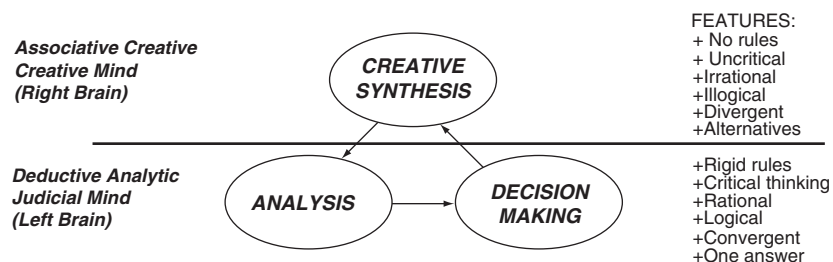 Associative Creative
Creative Mind
(Right Brain)
CREATIVE
SYNTHESIS
FEATURES:
+ No rules
+ Uncritical
+Irrational
+Illogical
+Divergent
+Alternatives
Deductive Analytic
Judicial Mind
(Left Brain)
ANALYSIS
DECISION
MAKING
+Rigid rules
+Critical thinking
+Rational
+Logical
+Convergent
+One answer